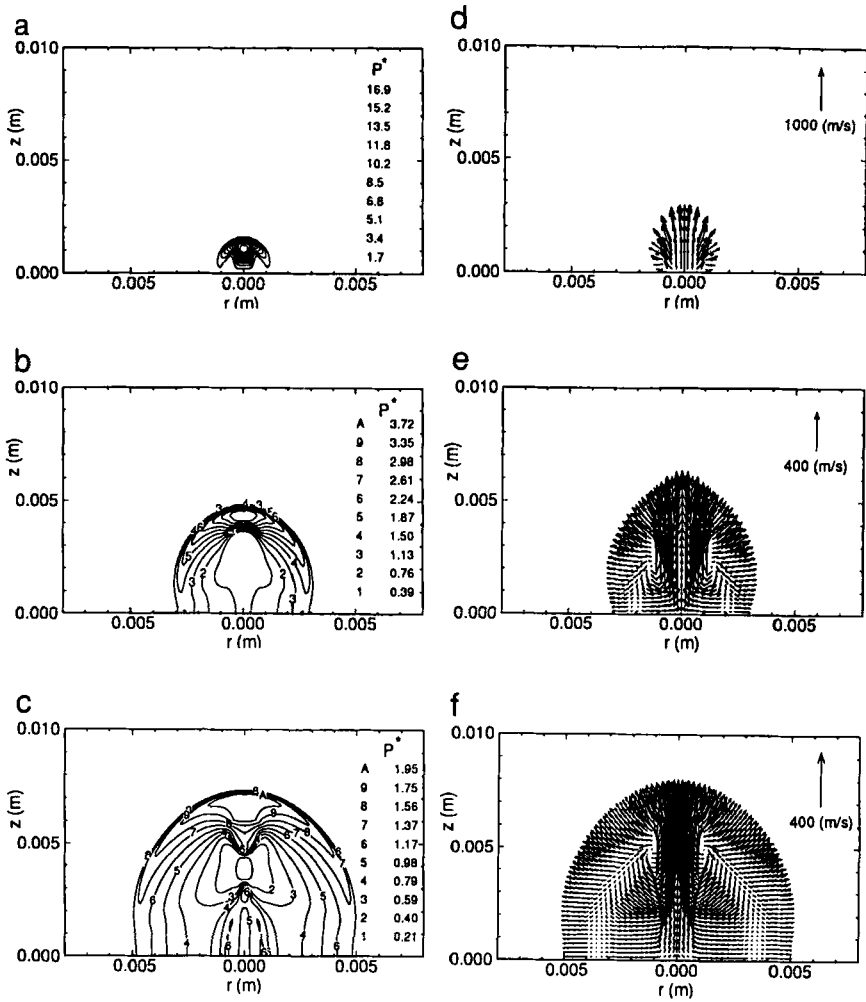 a
0.010
z (m)
0.005
0.000
0.005 0.000 0.005
r (m)
P*
16.9
15.2
13.5
11.8
10.2
8.5
6.8
5.1
3.4
1.7
d
0.010
z (m)
0.005
0.000
0.005 0.000 0.005
r (m)
1000 (m/s)
b
0.010
z (m)
0.005
0.000
0.005 0.000 0.005
r (m)
P*
A 3.72
9 3.35
8 2.98
7 2.61
6 2.24
5 1.87
4 1.50
3 1.13
2 0.76
1 0.39
e
0.010
z (m)
0.005
0.000
0.005 0.000 0.005
r (m)
400 (m/s)
c
0.010
z (m)
0.005
0.000
0.005 0.000 0.005
r (m)
P*
A 1.95
9 1.75
8 1.56
7 1.37
6 1.17
5 0.98
4 0.79
3 0.59
2 0.40
1 0.21
f
0.010
z (m)
0.005
0.000
0.005 0.000 0.005
r (m)
400 (m/s)